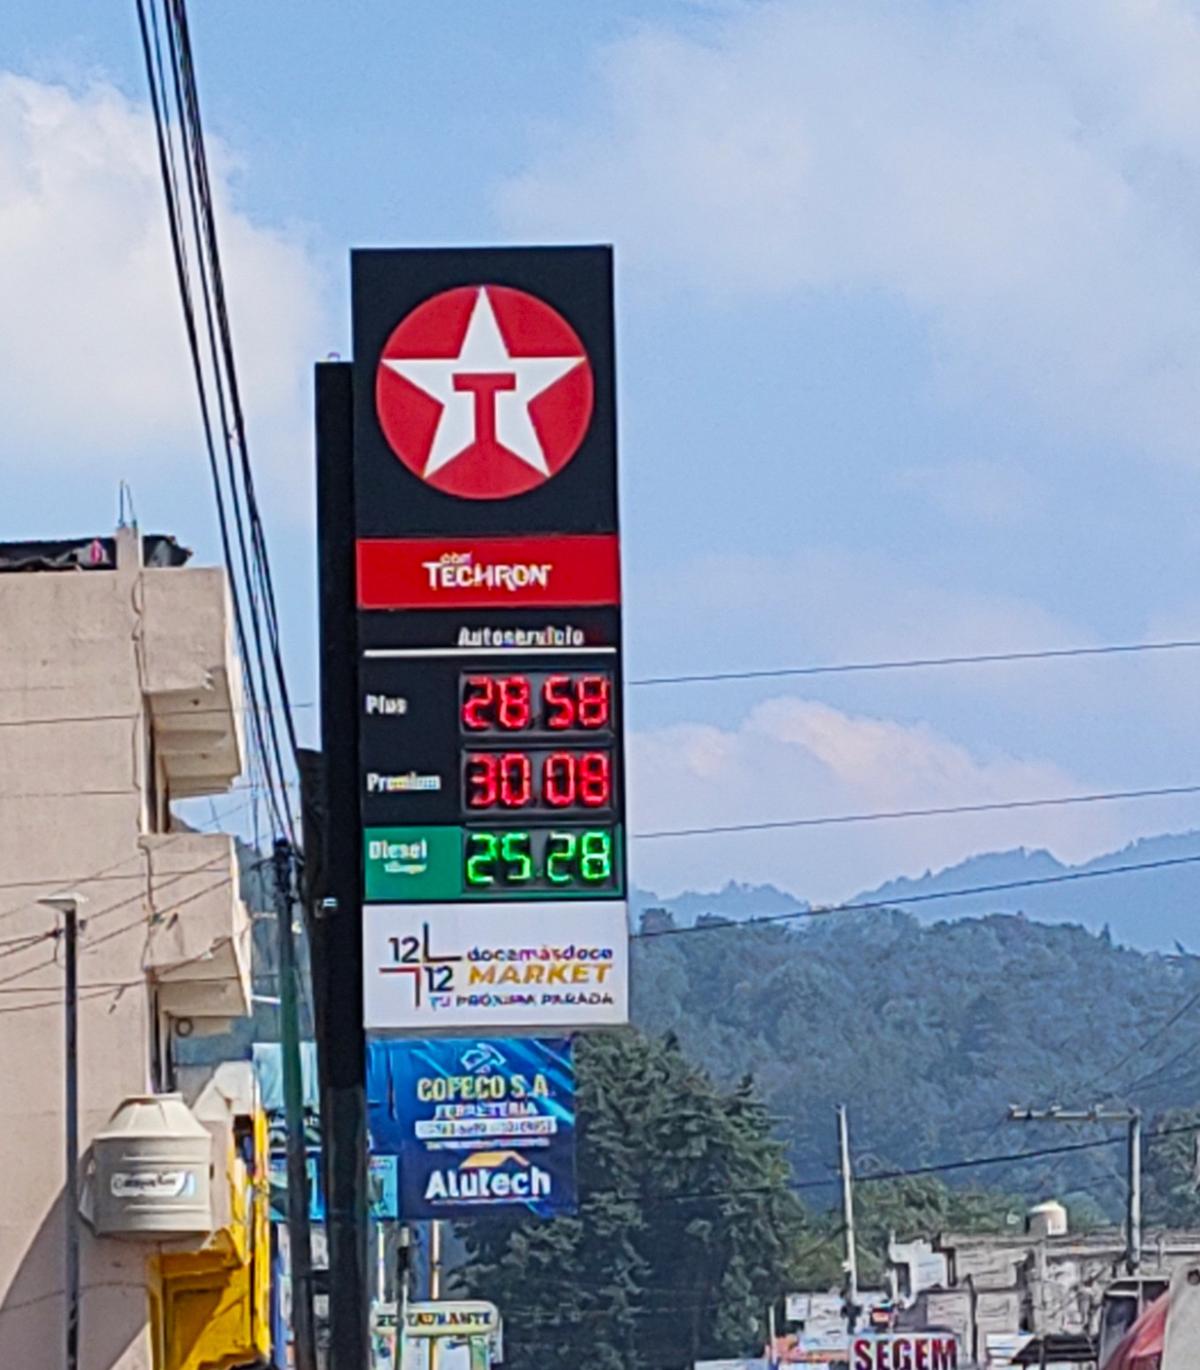 T
con
TECHRON
Autoservicio
Plus 28.58
Premium 30.08
Diesel 25.28
12
12
docemásdoce
MARKET
TU PRÓXIMA PARADA
COFECO S.A.
FERRETERIA
Alutech
RESTAURANTE
SEGEM